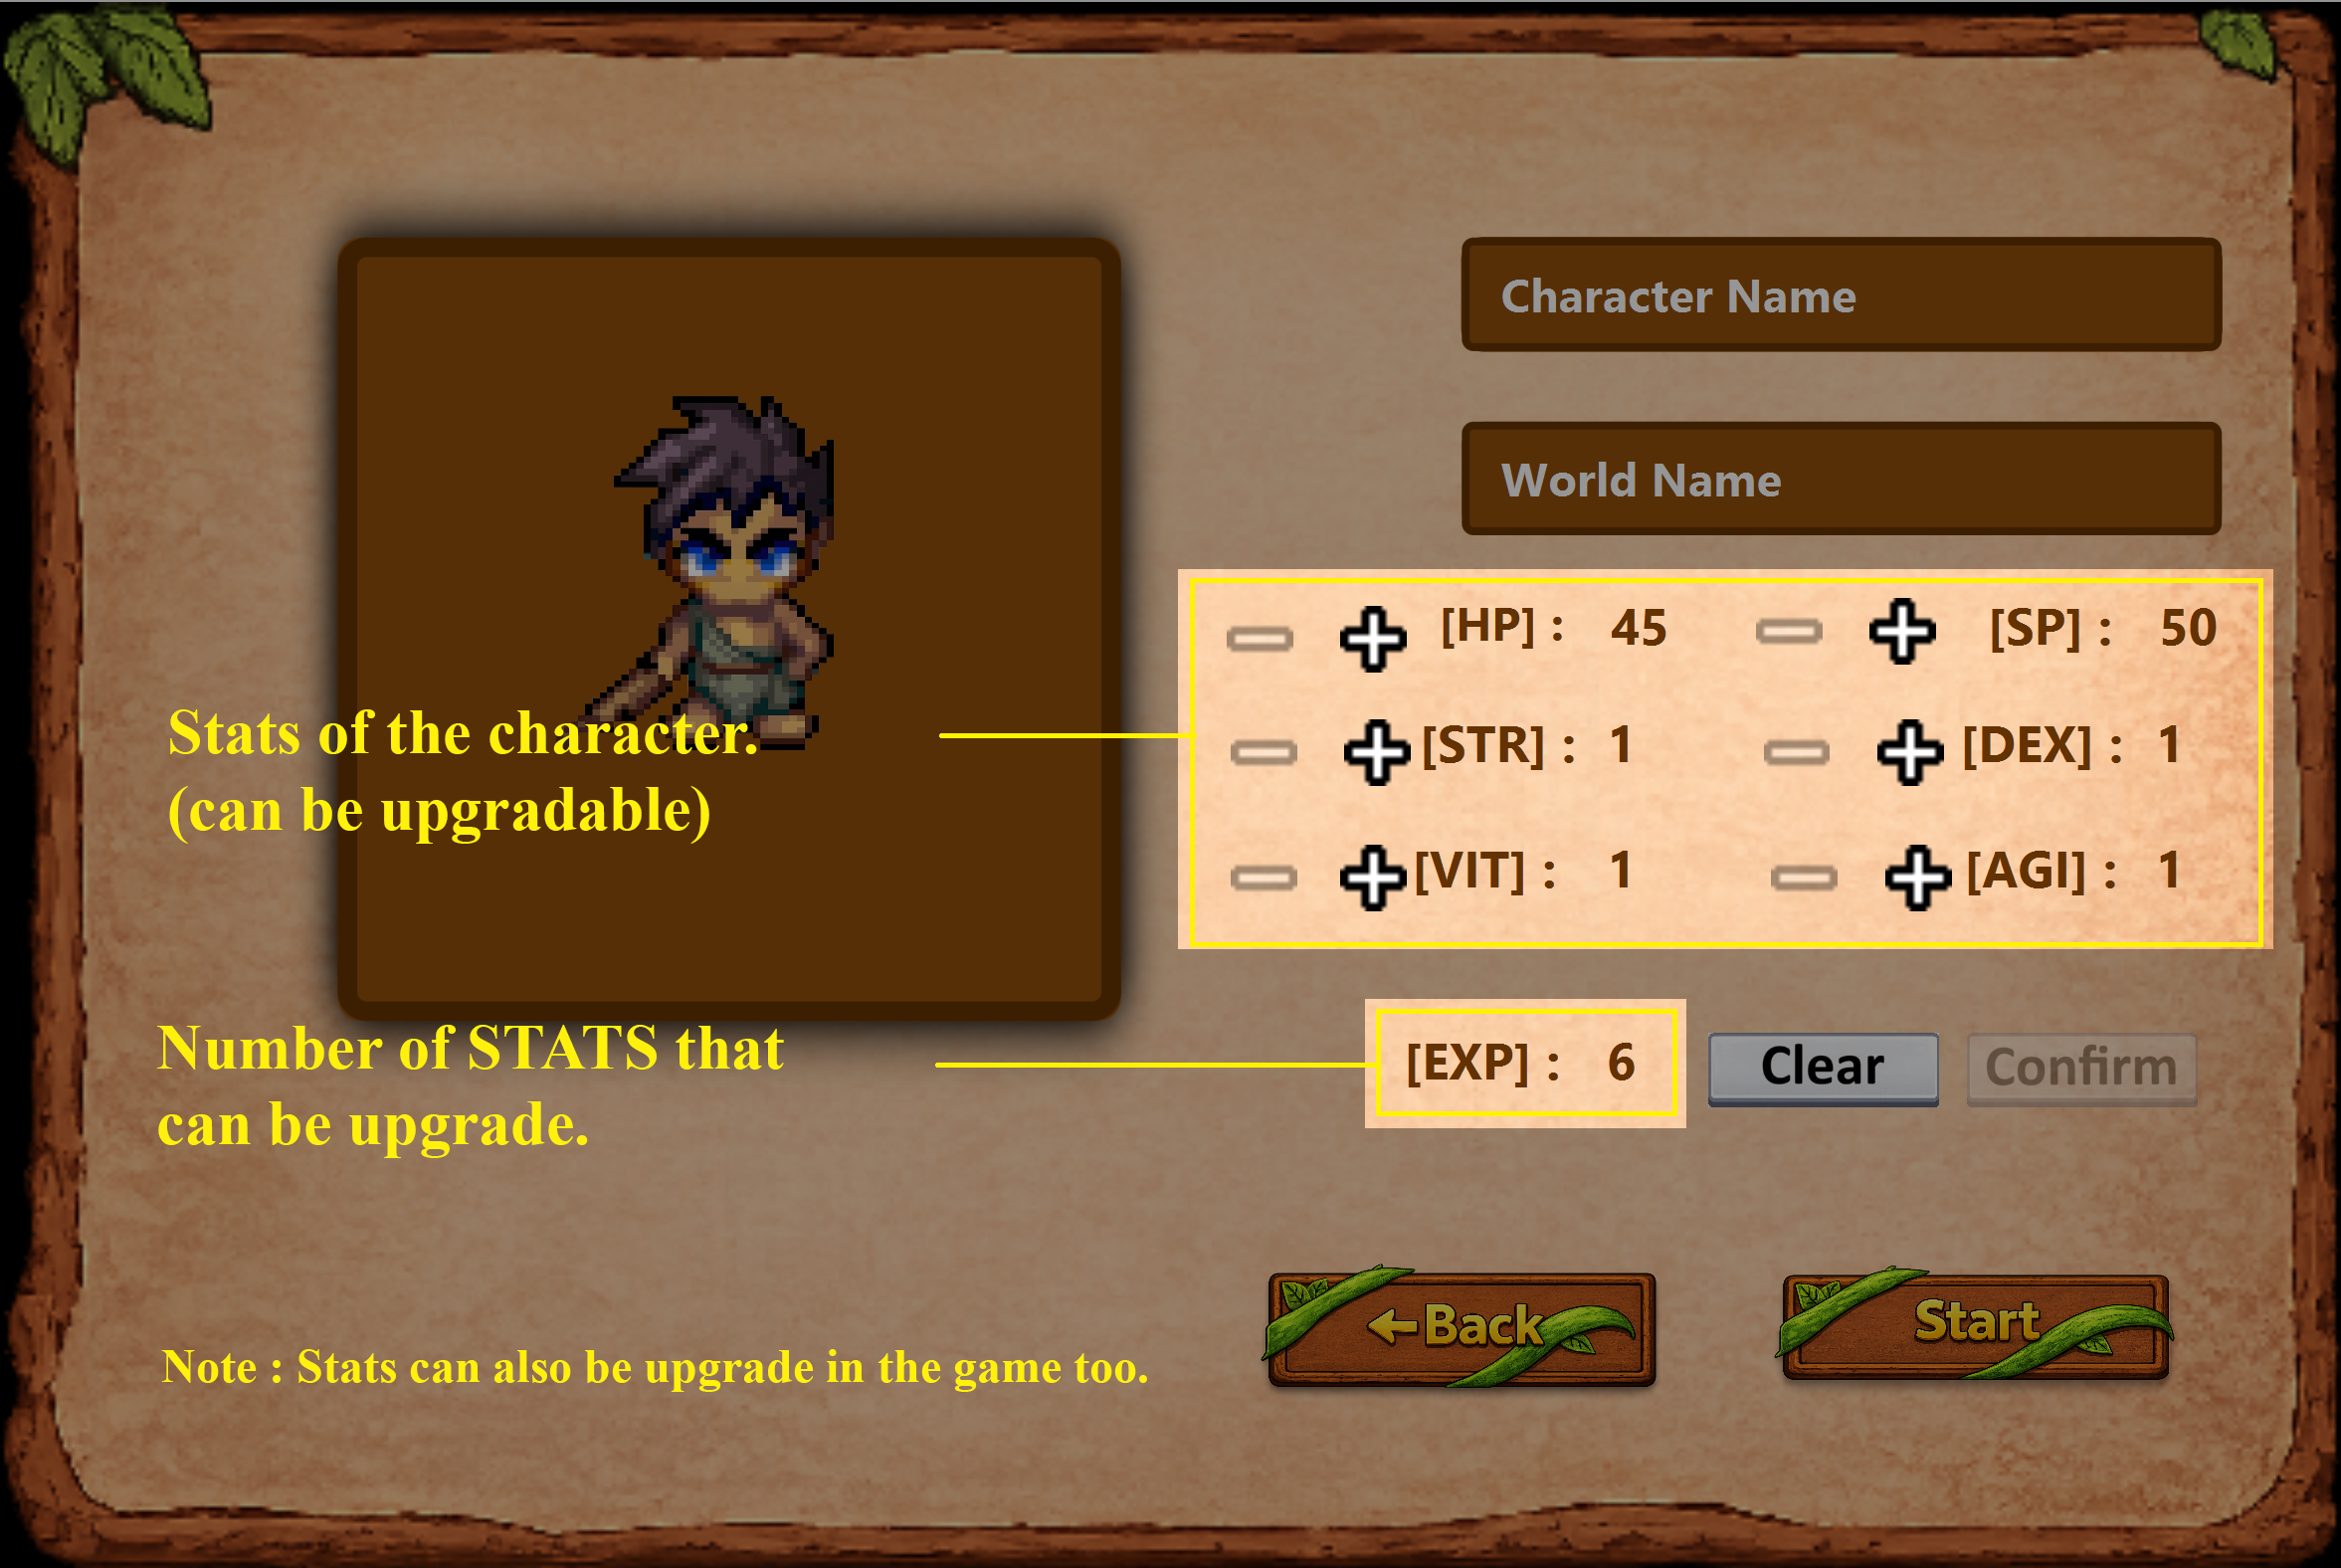 Character Name
World Name
[HP] : 45 [SP] : 50
[STR] : 1 [DEX] : 1
[VIT] : 1 [AGI] : 1
Stats of the character.
(can be upgradable)
[EXP] : 6 Clear Confirm
Number of STATS that
can be upgrade.
Back Start
Note : Stats can also be upgrade in the game too.